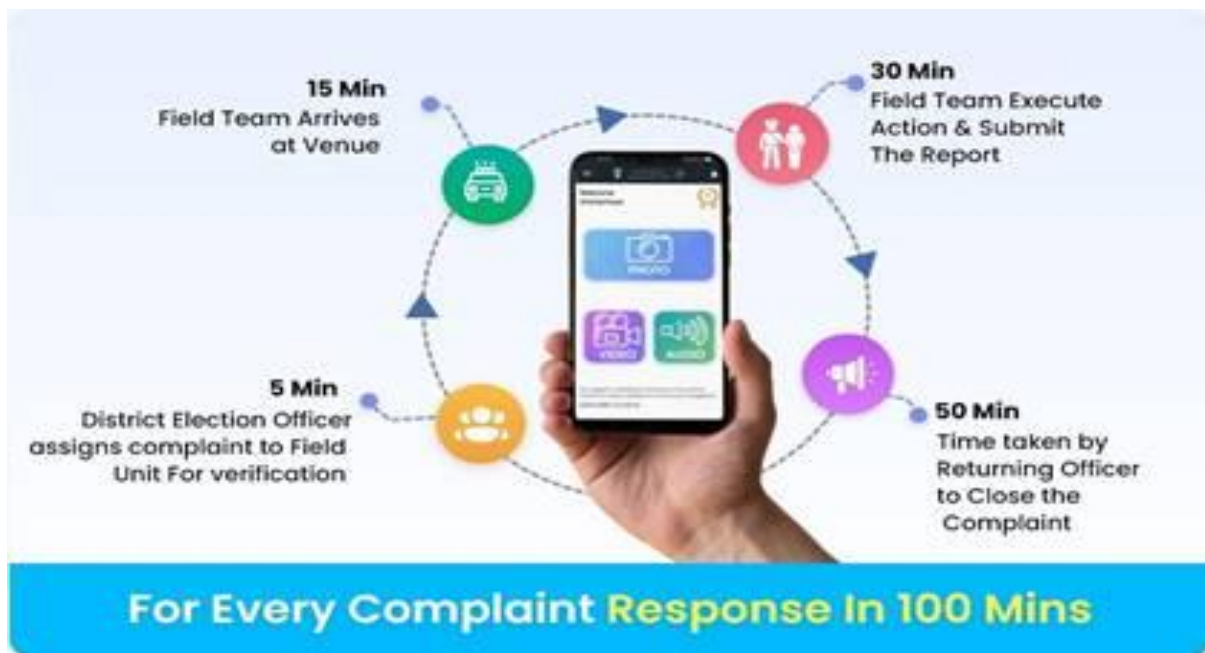 15 Min
Field Team Arrives
at Venue
30 Min
Field Team Execute
Action & Submit
The Report
PHOTO
VIDEO
AUDIO
5 Min
District Election Officer
assigns complaint to Field
Unit For verification
50 Min
Time taken by
Returning Officer
to Close the
Complaint
For Every Complaint Response In 100 Mins